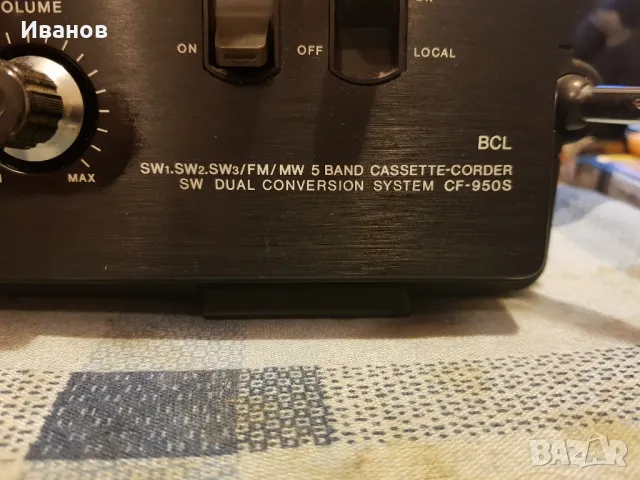 Иванов
VOLUME
ON
OFF
LOCAL
MAX
BCL
SW1.SW2.SW3/FM/MW 5 BAND CASSETTE-CORDER
SW DUAL CONVERSION SYSTEM CF-950S
BAZAR